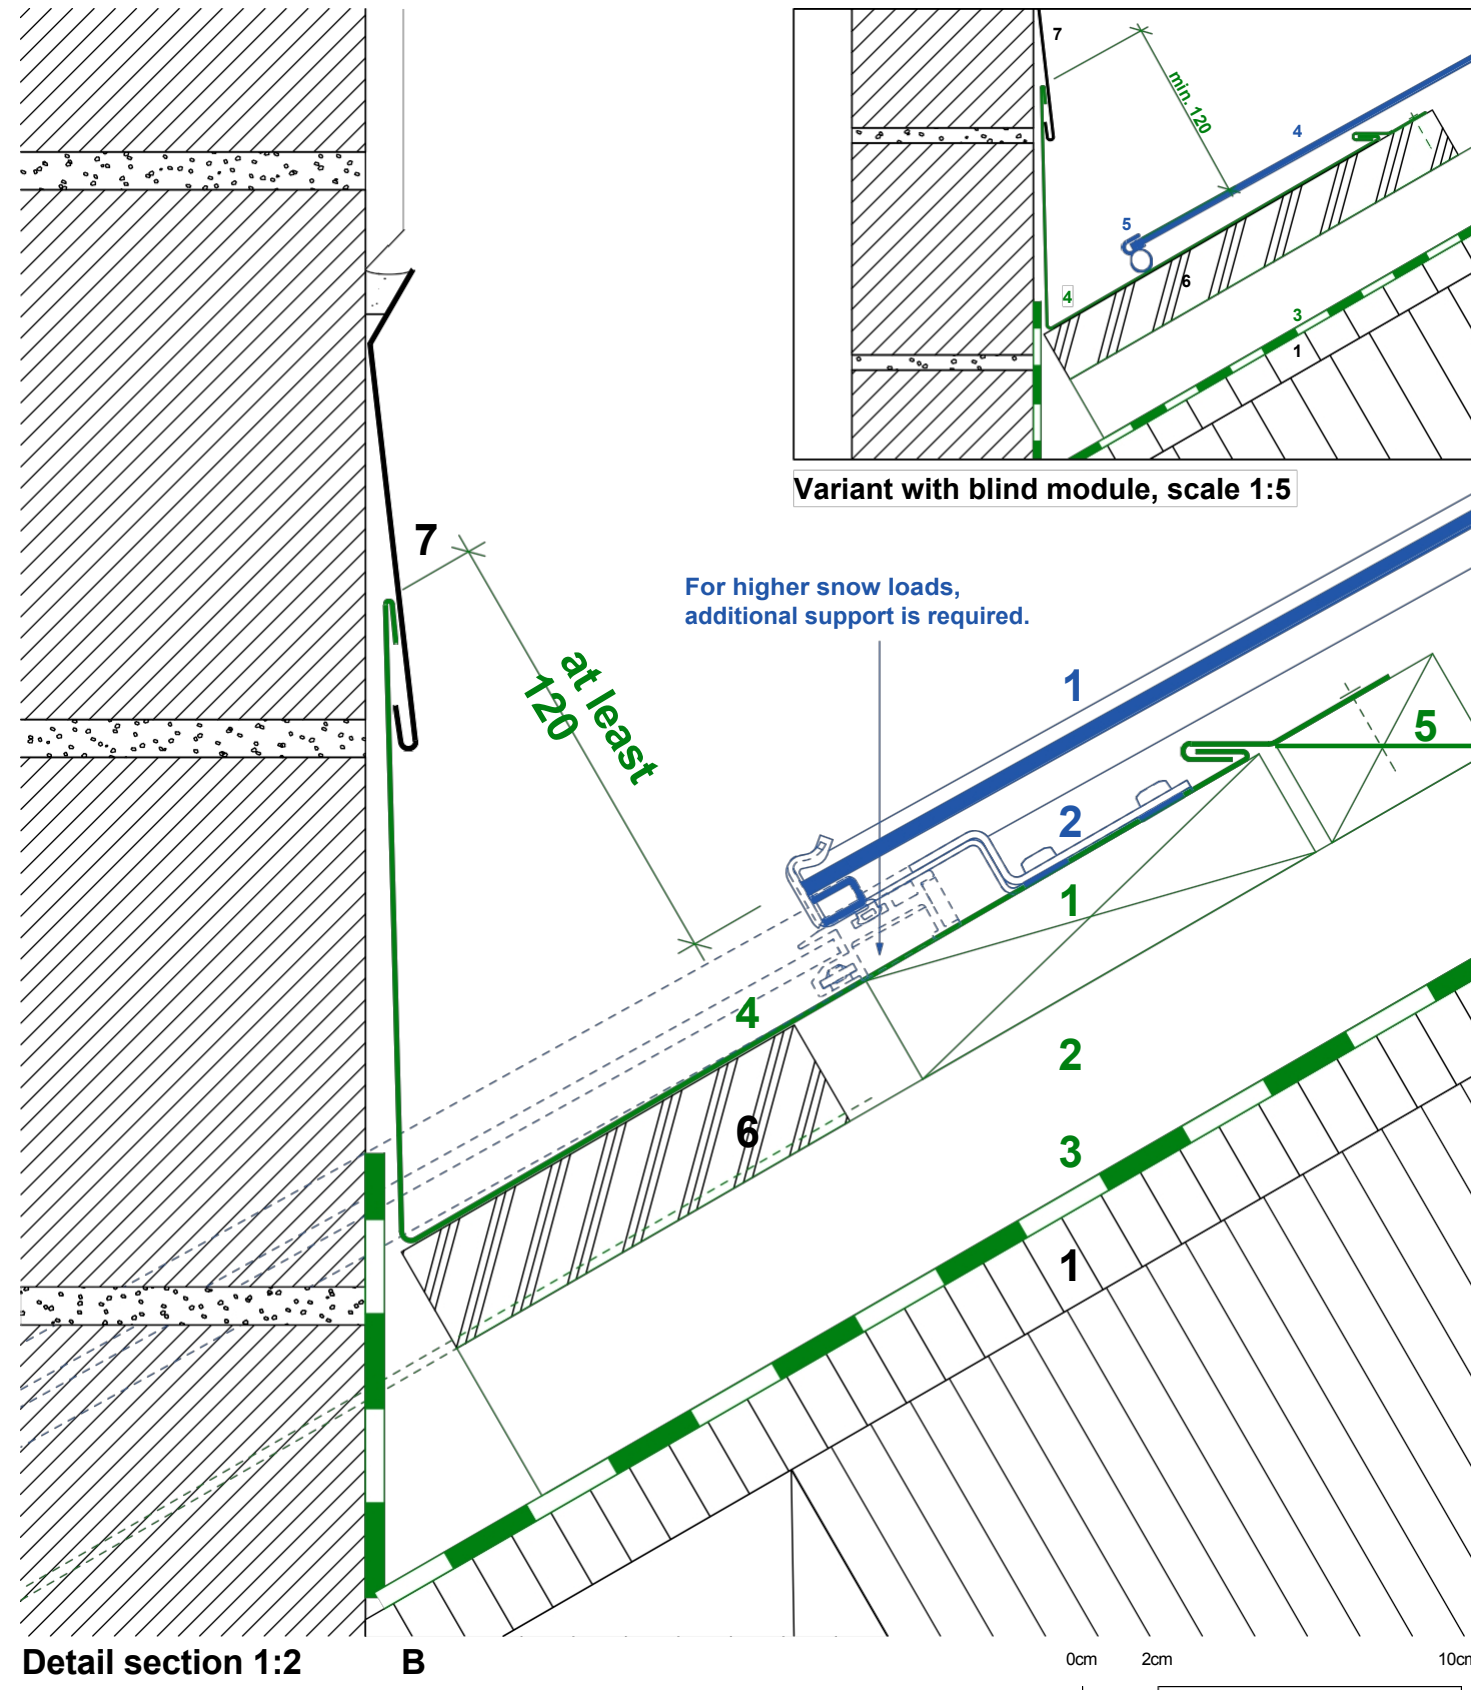 7
min. 120
4
5
6
4
3
1
Variant with blind module, scale 1:5
7
For higher snow loads,
additional support is required.
at least
120
1
5
2
1
4
2
6
3
1
Detail section 1:2
B
0cm
2cm
10cm